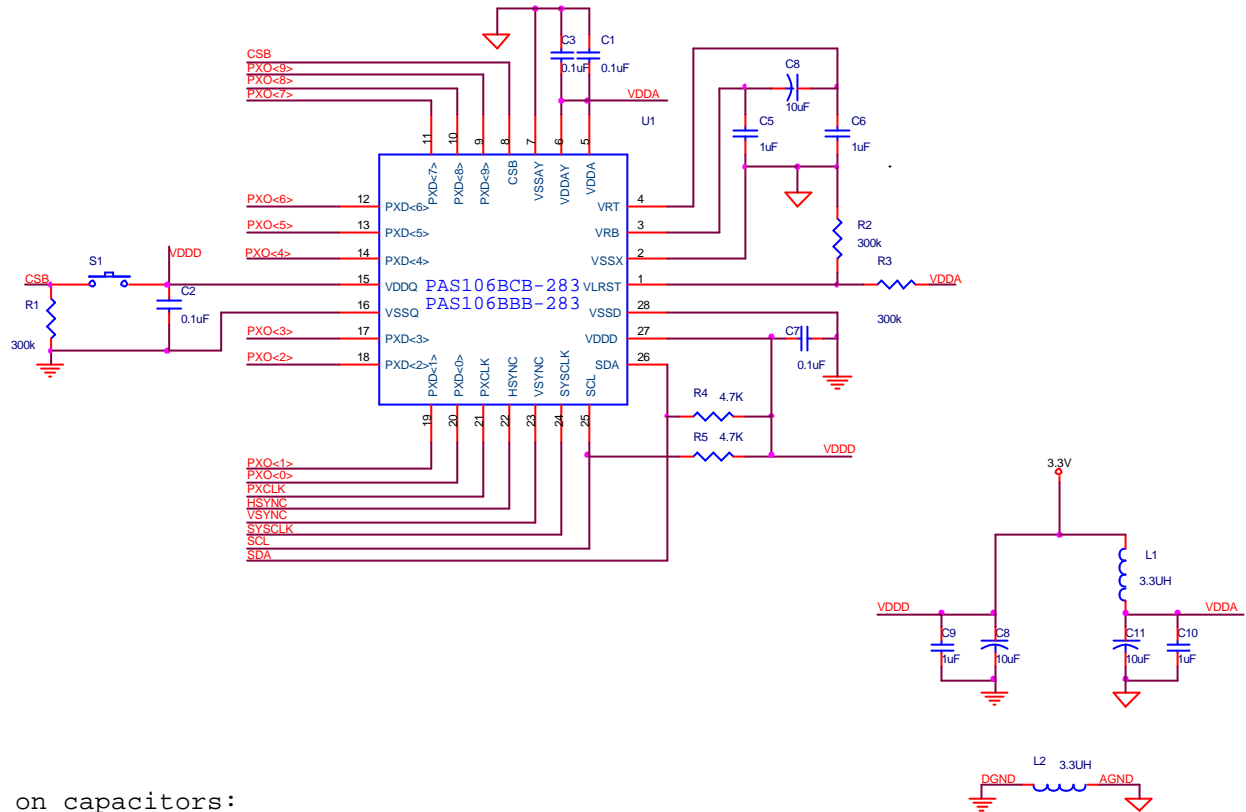 C3
C1
CSB
PXO<9>
PXO<8>
PXO<7>
0.1uF
0.1uF
VDDA
U1
C8
10uF
C5
1uF
C6
1uF
11
10
9
8
7
6
5
PXD<7>
PXD<8>
PXD<9>
CSB
VSSAY
VDDAY
VDDA
PXO<6>
12
PXD<6>
VRT
4
PXO<5>
13
PXD<5>
VRB
3
R2
300k
PXO<4>
14
PXD<4>
VSSX
2
VDDD
S1
CSB
15
VDDQ
PAS106BCB-283
VLRST
1
R3
VDDA
300k
C2
0.1uF
R1
300k
16
VSSQ
PAS106BBB-283
VSSD
28
PXO<3>
17
PXD<3>
VDDD
27
C7
0.1uF
PXO<2>
18
PXD<2>
SDA
26
PXD<1>
PXD<0>
PXCLK
HSYNC
VSYNC
SYSCLK
SCL
19
20
21
22
23
24
25
R4 4.7K
R5 4.7K
VDDD
PXO<1>
PXO<0>
PXCLK
HSYNC
VSYNC
SYSCLK
SCL
SDA
3.3V
L1
3.3UH
VDDD
VDDA
C9
1uF
C8
10uF
C11
10uF
C10
1uF
L2 3.3UH
DGND
AGND
on capacitors: